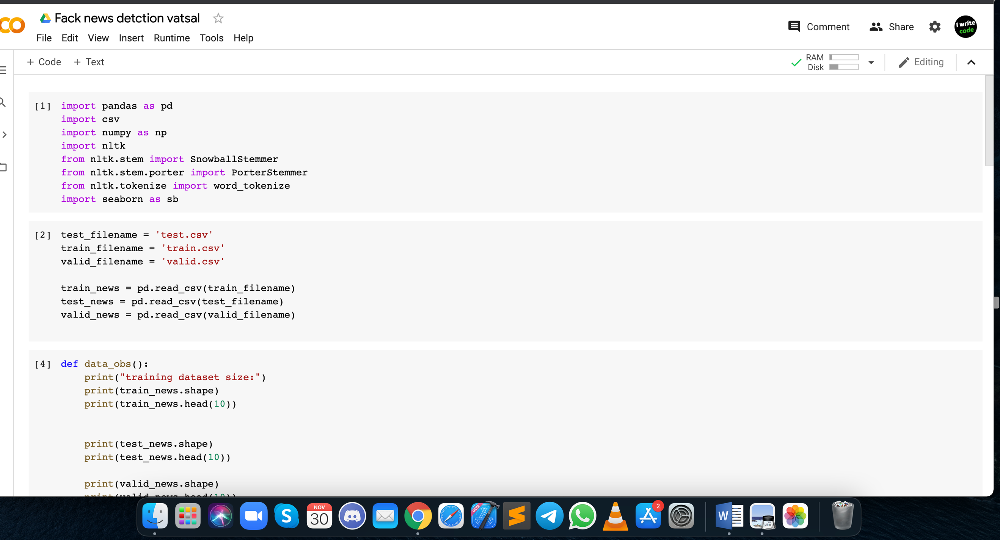 Fack news detction vatsal
File Edit View Insert Runtime Tools Help
Comment Share
I write
code
+ Code + Text
RAM
Disk
Editing
[1] import pandas as pd
import csv
import numpy as np
import nltk
from nltk.stem import SnowballStemmer
from nltk.stem.porter import PorterStemmer
from nltk.tokenize import word_tokenize
import seaborn as sb
[2] test_filename = 'test.csv'
train_filename = 'train.csv'
valid_filename = 'valid.csv'
train_news = pd.read_csv(train_filename)
test_news = pd.read_csv(test_filename)
valid_news = pd.read_csv(valid_filename)
[4] def data_obs():
print("training dataset size:")
print(train_news.shape)
print(train_news.head(10))
print(test_news.shape)
print(test_news.head(10))
print(valid_news.shape)
print(valid_news.head(10))
NOV
30
BETA
2
S
W